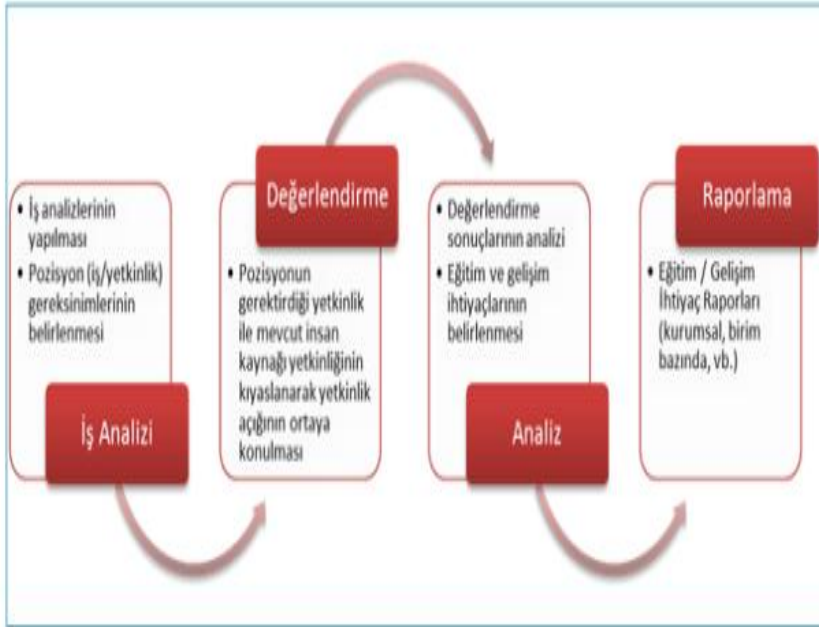 • İş analizlerinin
yapılması
• Pozisyon (iş/yetkinlik)
gereksinimlerinin
belirlenmesi
İş Analizi
Değerlendirme
• Pozisyonun
gerektirdiği yetkinlik
ile mevcut insan
kaynağı yetkinliğinin
kıyaslanarak yetkinlik
açığının ortaya
konulması
• Değerlendirme
sonuçlarının analizi
• Eğitim ve gelişim
ihtiyaçlarının
belirlenmesi
Analiz
Raporlama
• Eğitim / Gelişim
İhtiyaç Raporları
(kurumsal, birim
bazında, vb.)